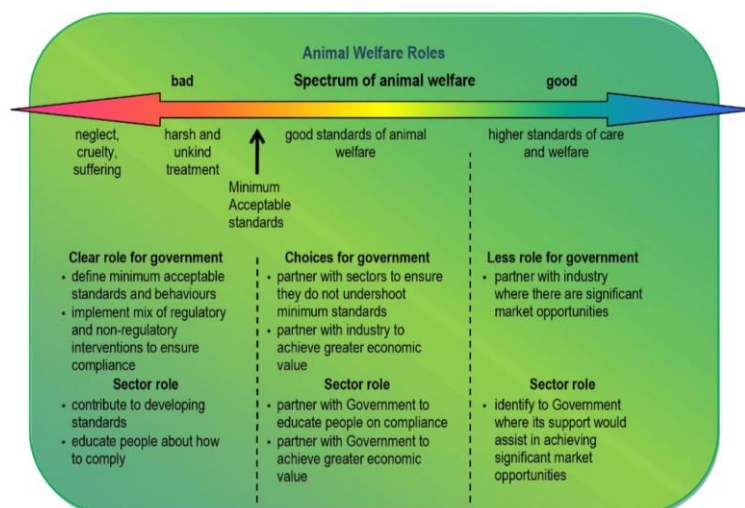 Animal Welfare Roles
bad
Spectrum of animal welfare
good
neglect,
cruelty,
suffering
harsh and
unkind
treatment
good standards of animal
welfare
higher standards of care
and welfare
Minimum
Acceptable
standards
Clear role for government
• define minimum acceptable
standards and behaviours
• implement mix of regulatory
and non-regulatory
interventions to ensure
compliance
Sector role
• contribute to developing
standards
• educate people about how
to comply
Choices for government
• partner with sectors to ensure
they do not undershoot
minimum standards
• partner with industry to
achieve greater economic
value
Sector role
• partner with Government to
educate people on compliance
• partner with Government to
achieve greater economic
value
Less role for government
• partner with industry
where there are significant
market opportunities
Sector role
• identify to Government
where its support would
assist in achieving
significant market
opportunities